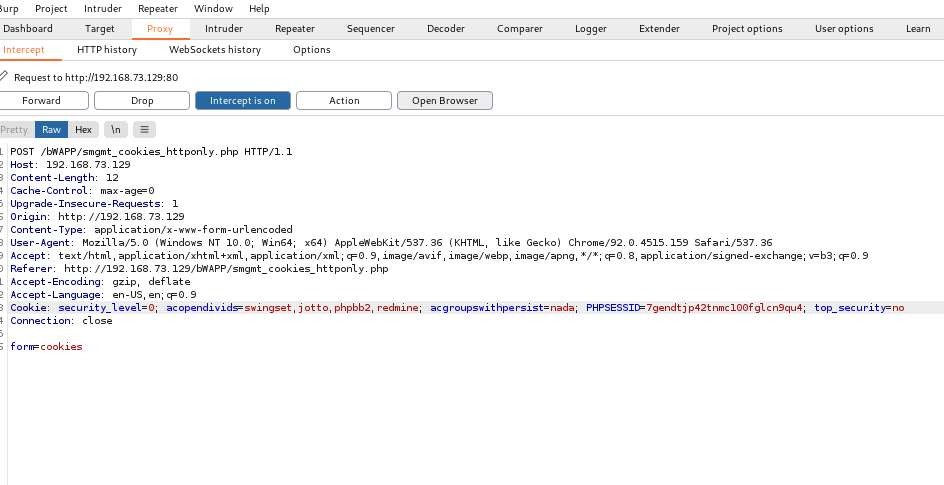 Burp Project Intruder Repeater Window Help
Dashboard Target Proxy Intruder Repeater Sequencer Decoder Comparer Logger Extender Project options User options Learn
Intercept HTTP history WebSockets history Options
Request to http://192.168.73.129:80
Forward Drop Intercept is on Action Open Browser
Pretty Raw Hex \n ≡
1 POST /bWAPP/smgmt_cookies_httponly.php HTTP/1.1
2 Host: 192.168.73.129
3 Content-Length: 12
4 Cache-Control: max-age=0
5 Upgrade-Insecure-Requests: 1
6 Origin: http://192.168.73.129
7 Content-Type: application/x-www-form-urlencoded
8 User-Agent: Mozilla/5.0 (Windows NT 10.0; Win64; x64) AppleWebKit/537.36 (KHTML, like Gecko) Chrome/92.0.4515.159 Safari/537.36
9 Accept: text/html,application/xhtml+xml,application/xml;q=0.9,image/avif,image/webp,image/apng,*/*;q=0.8,application/signed-exchange;v=b3;q=0.9
0 Referer: http://192.168.73.129/bWAPP/smgmt_cookies_httponly.php
1 Accept-Encoding: gzip, deflate
2 Accept-Language: en-US,en;q=0.9
3 Cookie: security_level=0; acopendivids=swingset,jotto,phpbb2,redmine; acgroupswithpersist=nada; PHPSESSID=7gendtjp42tnmc100fglcn9qu4; top_security=no
4 Connection: close
5
6 form=cookies